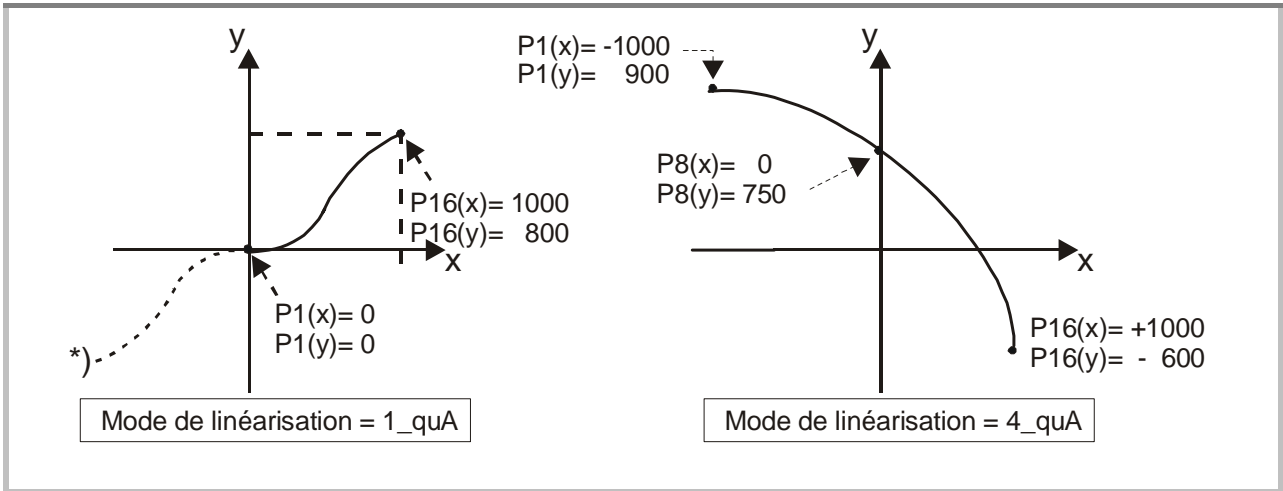 y
P16(x)= 1000
P16(y)= 800
x
P1(x)= 0
P1(y)= 0
*)
Mode de linéarisation = 1_quA
P1(x)= -1000
P1(y)= 900
y
P8(x)= 0
P8(y)= 750
x
P16(x)= +1000
P16(y)= - 600
Mode de linéarisation = 4_quA